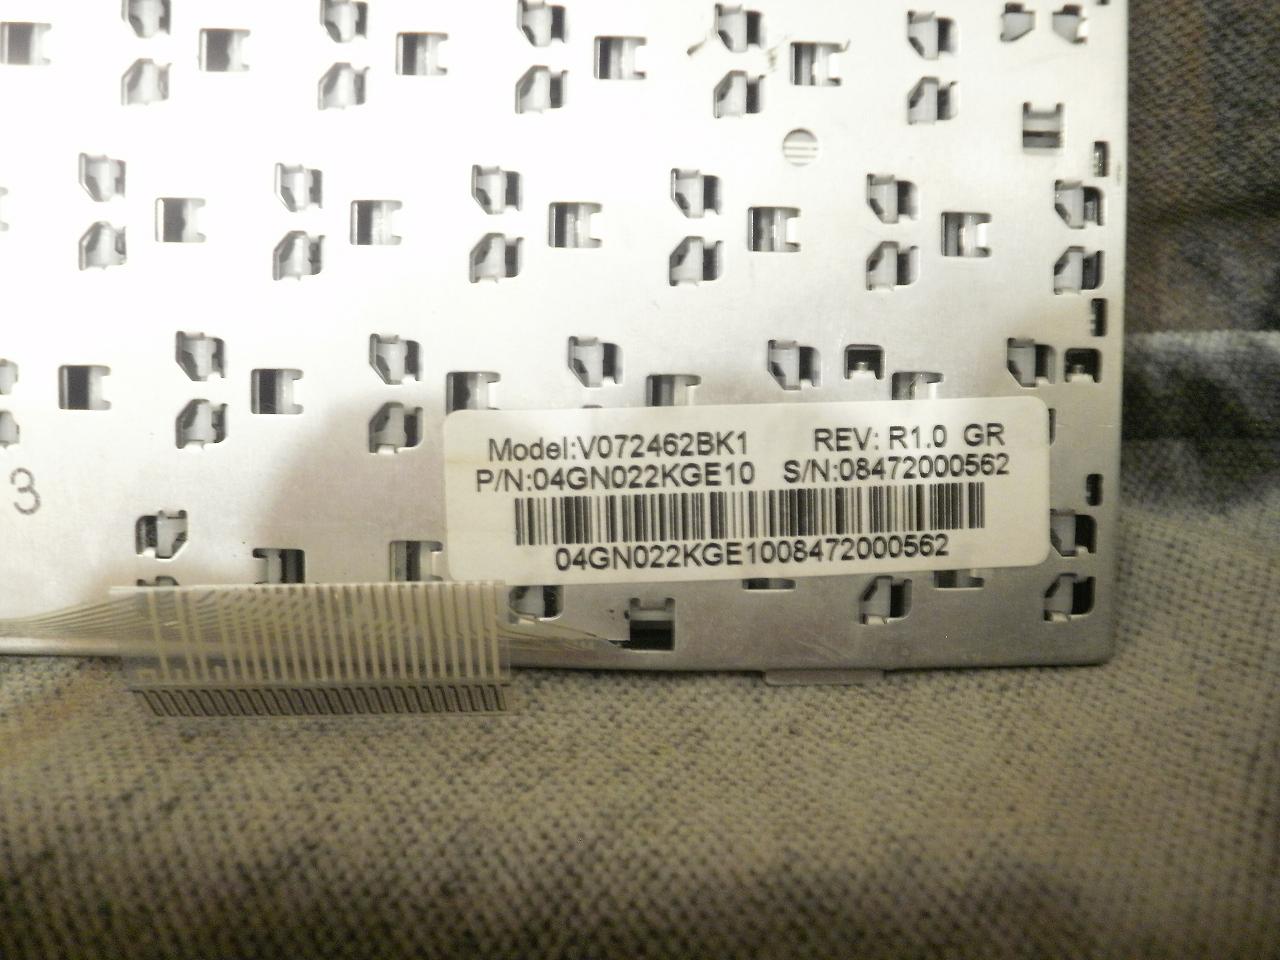 Model:V072462BK1 REV: R1.0 GR
P/N:04GN022KGE10 S/N:08472000562
04GN022KGE1008472000562
3